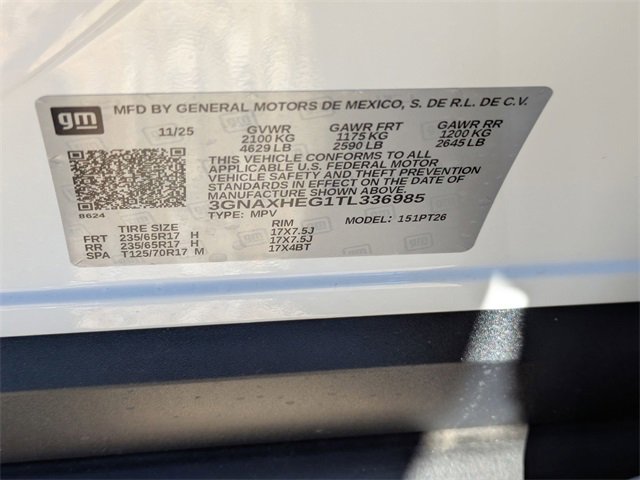 gm MFD BY GENERAL MOTORS DE MEXICO, S. DE R.L. DE C.V.
11/25 GVWR GAWR FRT GAWR RR
2100 KG 1175 KG 1200 KG
4629 LB 2590 LB 2645 LB
THIS VEHICLE CONFORMS TO ALL
APPLICABLE U.S. FEDERAL MOTOR
VEHICLE SAFETY AND THEFT PREVENTION
STANDARDS IN EFFECT ON THE DATE OF
MANUFACTURE SHOWN ABOVE.
3GNAXHEG1TL336985
8624 TYPE: MPV MODEL: 151PT26
TIRE SIZE RIM
FRT 235/65R17 H 17X7.5J
RR 235/65R17 H 17X7.5J
SPA T125/70R17 M 17X4BT